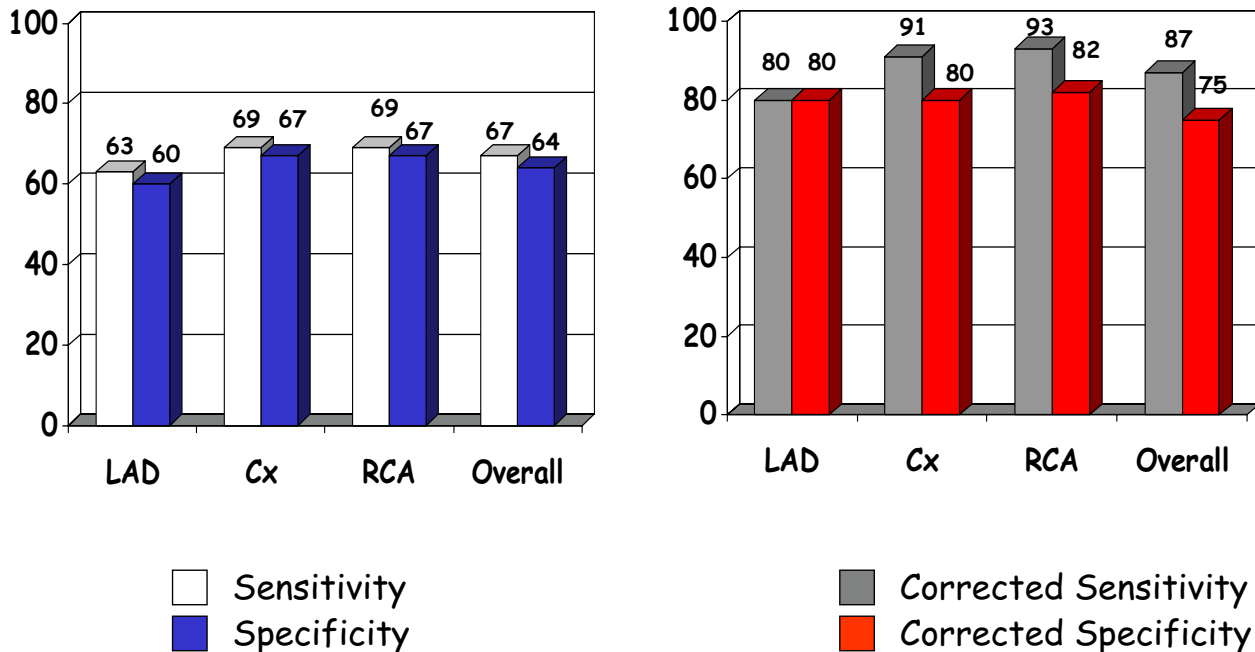 100
80
60
40
20
0
63 60 69 67 69 67 67 64
LAD Cx RCA Overall
Sensitivity
Specificity
100
80
60
40
20
0
80 80 91 80 93 82 87 75
LAD Cx RCA Overall
Corrected Sensitivity
Corrected Specificity